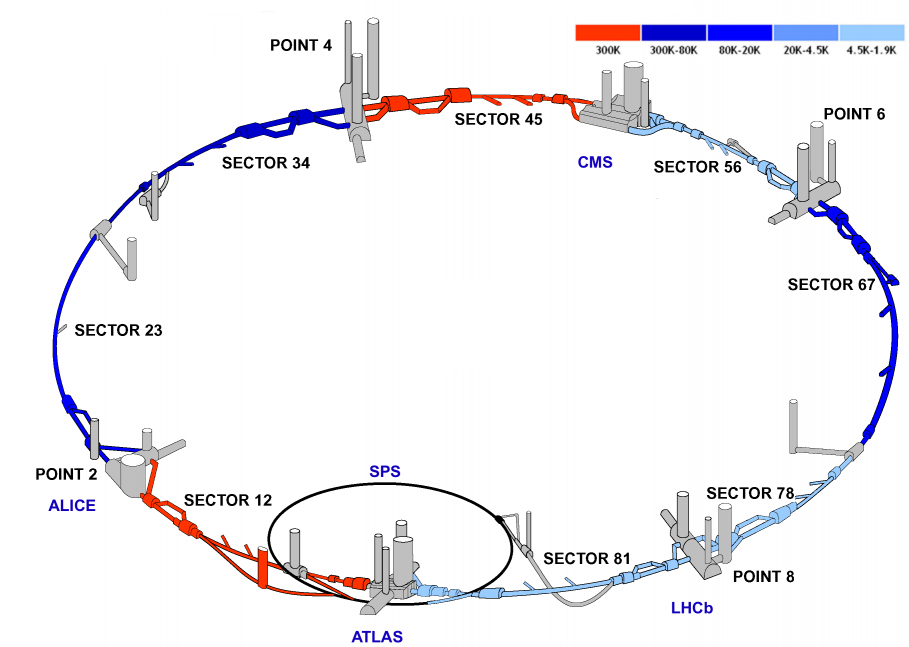 POINT 4
300K
300K-80K
80K-20K
20K-4.5K
4.5K-1.9K
SECTOR 45
POINT 6
SECTOR 34
CMS
SECTOR 56
SECTOR 67
SECTOR 23
POINT 2
ALICE
SPS
SECTOR 12
SECTOR 78
SECTOR 81
POINT 8
LHCb
ATLAS